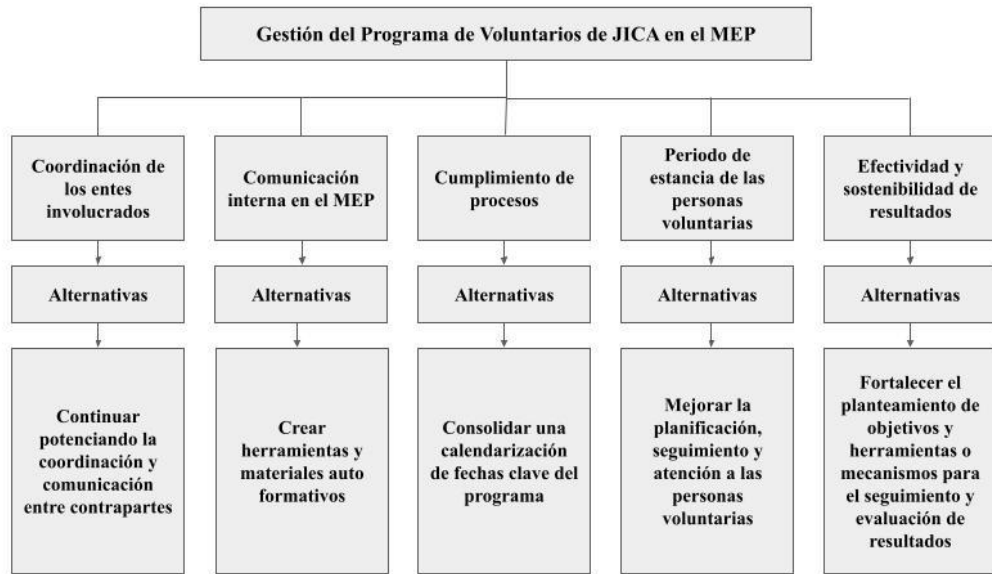 Gestión del Programa de Voluntarios de JICA en el MEP
Coordinación de
los entes
involucrados
Comunicación
interna en el MEP
Cumplimiento de
procesos
Periodo de
estancia de las
personas
voluntarias
Efectividad y
sostenibilidad de
resultados
Alternativas
Alternativas
Alternativas
Alternativas
Alternativas
Continuar
potenciando la
coordinación y
comunicación
entre contrapartes
Crear
herramientas y
materiales auto
formativos
Consolidar una
calendarización
de fechas clave del
programa
Mejorar la
planificación,
seguimiento y
atención a las
personas
voluntarias
Fortalecer el
planteamiento de
objetivos y
herramientas o
mecanismos para
el seguimiento y
evaluación de
resultados